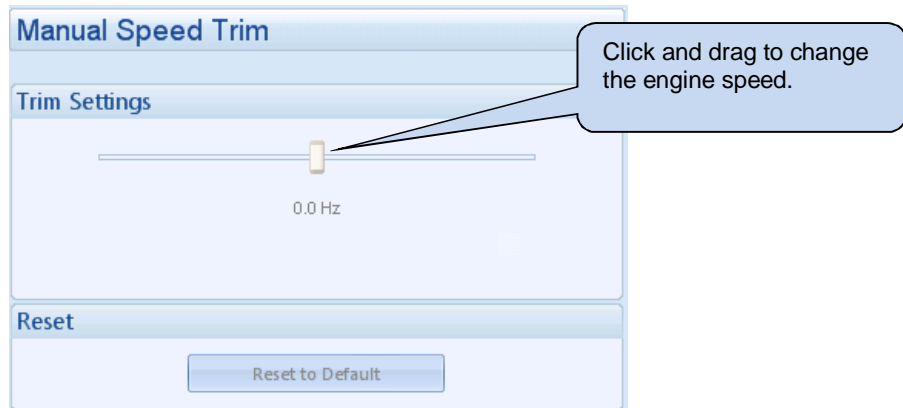 Manual Speed Trim
Click and drag to change
the engine speed.
Trim Settings
0.0 Hz
Reset
Reset to Default